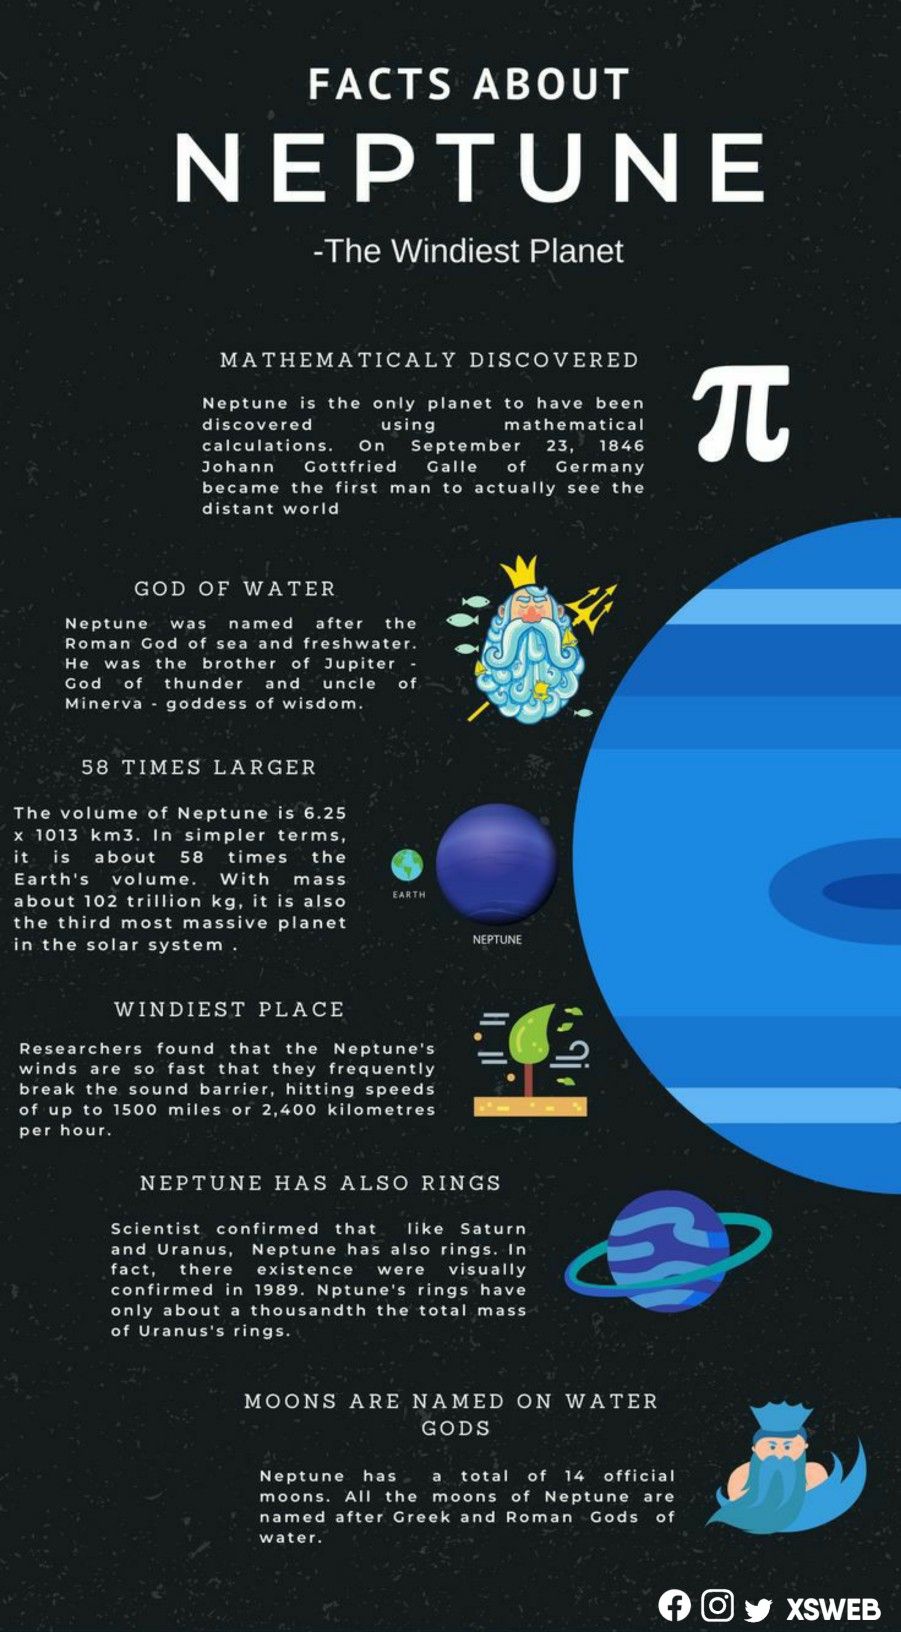 FACTS ABOUT
NEPTUNE
-The Windiest Planet
MATHEMATICALY DISCOVERED
Neptune is the only planet to have been
discovered using mathematical
calculations. On September 23, 1846
Johann Gottfried Galle of Germany
became the first man to actually see the
distant world
π
GOD OF WATER
Neptune was named after the
Roman God of sea and freshwater.
He was the brother of Jupiter -
God of thunder and uncle of
Minerva - goddess of wisdom.
58 TIMES LARGER
The volume of Neptune is 6.25
x 1013 km3. In simpler terms,
it is about 58 times the
Earth's volume. With mass
about 102 trillion kg, it is also
the third most massive planet
in the solar system .
EARTH
NEPTUNE
WINDIEST PLACE
Researchers found that the Neptune's
winds are so fast that they frequently
break the sound barrier, hitting speeds
of up to 1500 miles or 2,400 kilometres
per hour.
NEPTUNE HAS ALSO RINGS
Scientist confirmed that like Saturn
and Uranus, Neptune has also rings. In
fact, there existence were visually
confirmed in 1989. Nptune's rings have
only about a thousandth the total mass
of Uranus's rings.
MOONS ARE NAMED ON WATER
GODS
Neptune has a total of 14 official
moons. All the moons of Neptune are
named after Greek and Roman Gods of
water.
XSWEB